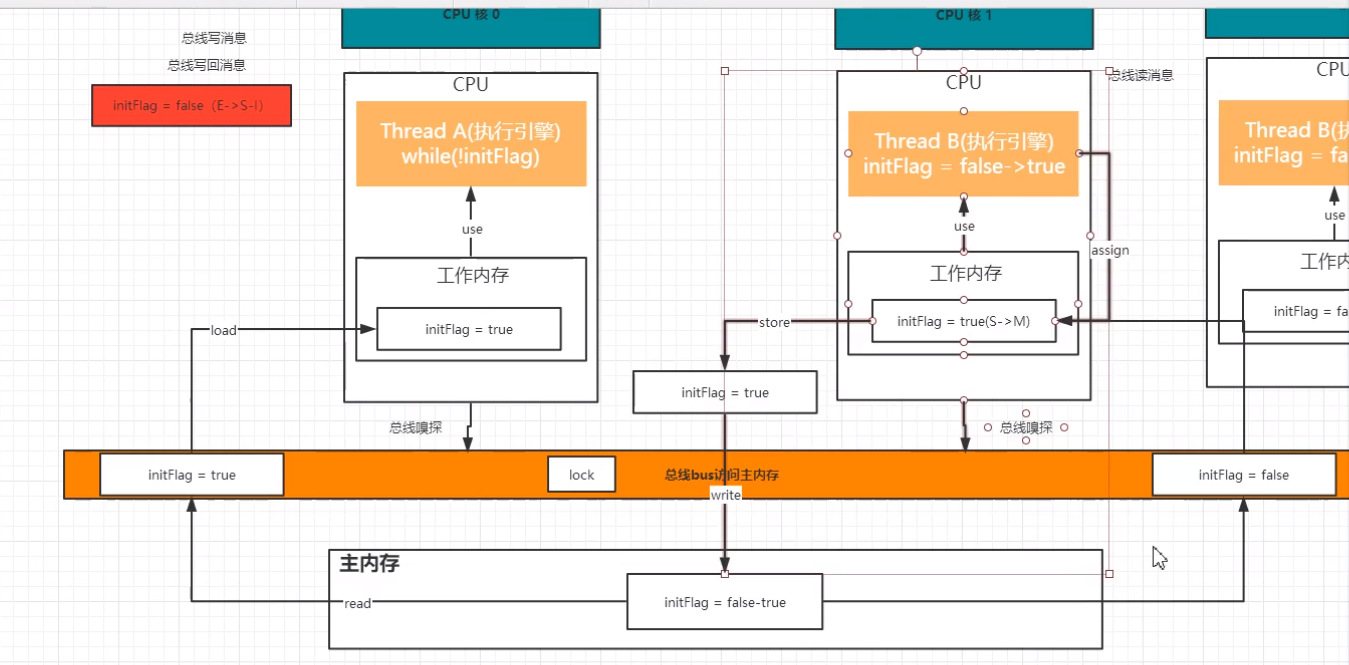 CPU 核 0
CPU 核 1
总线写消息
总线写回消息
initFlag = false（E->S-I）
CPU
Thread A(执行引擎)
while(!initFlag)
use
工作内存
initFlag = true
load
总线嗅探
CPU
总线读消息
Thread B(执行引擎)
initFlag = false->true
use
assign
工作内存
initFlag = true(S->M)
store
initFlag = true
总线嗅探
CPU
Thread B(执行
initFlag = fa
use
工作内
initFlag = fa
initFlag = true
lock
总线bus访问主内存
initFlag = false
write
主内存
read
initFlag = false-true